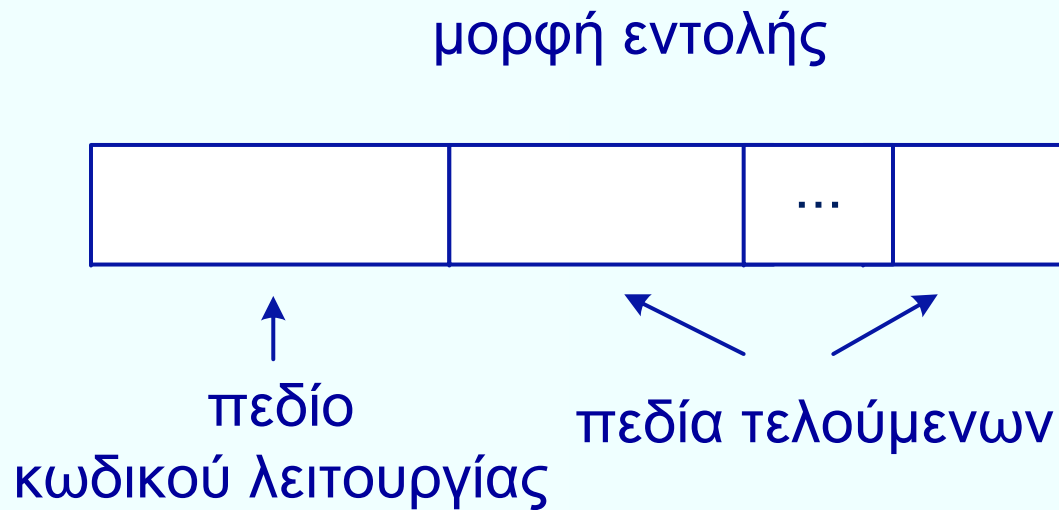 μορφή εντολής
...
πεδίο
κωδικού λειτουργίας
πεδία τελούμενων